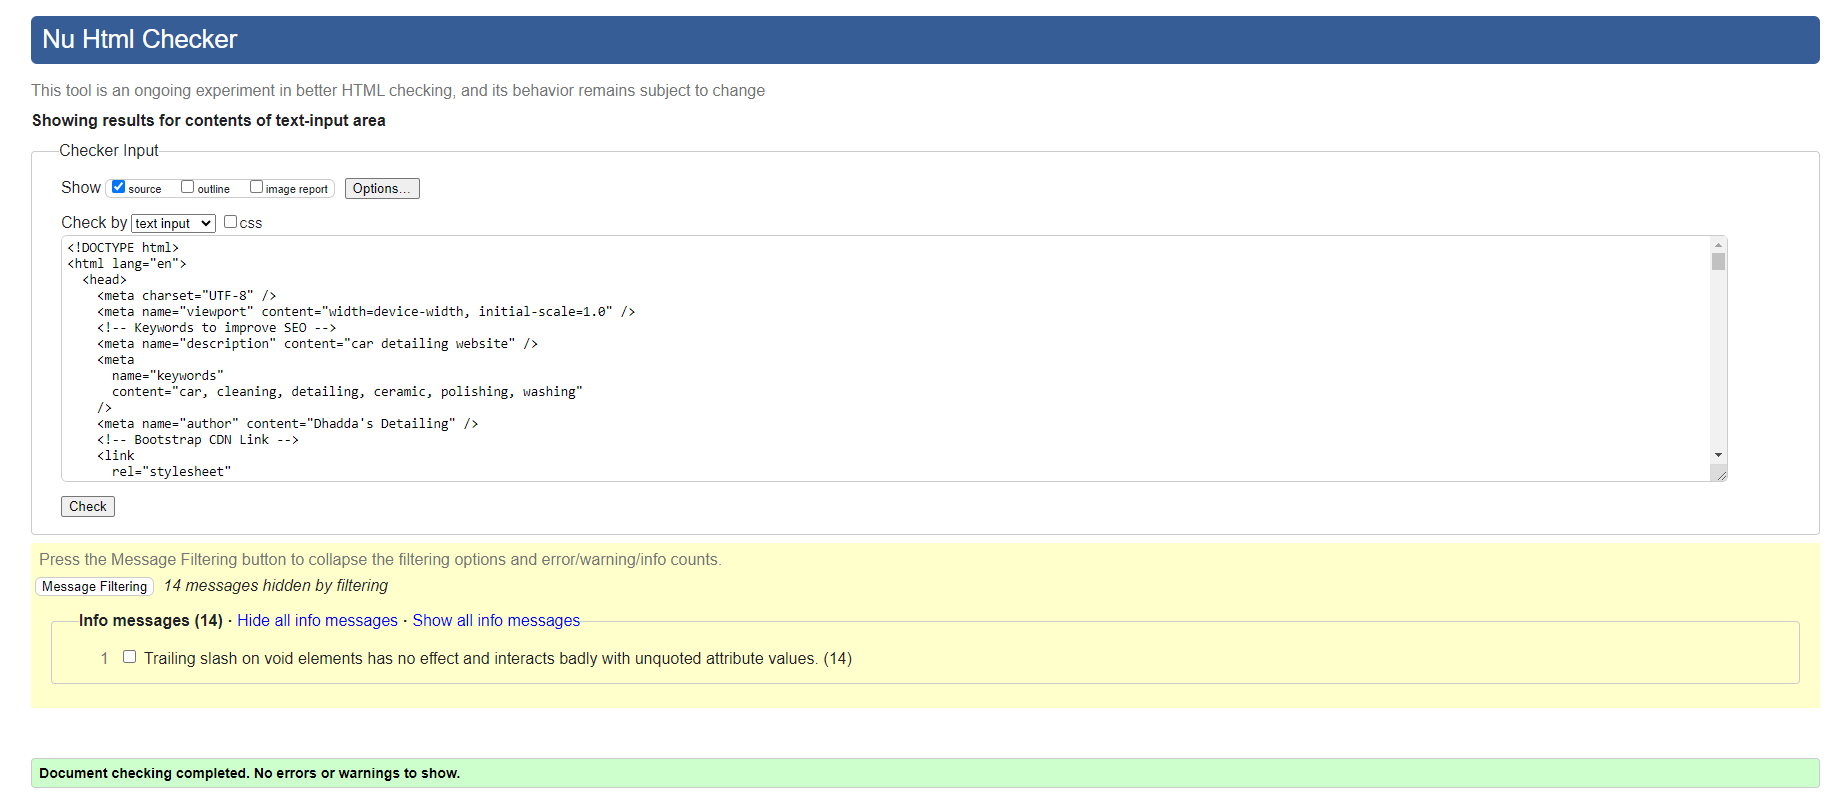 Nu Html Checker
This tool is an ongoing experiment in better HTML checking, and its behavior remains subject to change
Showing results for contents of text-input area
Checker Input
Show source outline image report Options...
Check by text input css
<!DOCTYPE html>
<html lang="en">
  <head>
    <meta charset="UTF-8" />
    <meta name="viewport" content="width=device-width, initial-scale=1.0" />
    <!-- Keywords to improve SEO -->
    <meta name="description" content="car detailing website" />
    <meta
      name="keywords"
      content="car, cleaning, detailing, ceramic, polishing, washing"
    />
    <meta name="author" content="Dhadda's Detailing" />
    <!-- Bootstrap CDN Link -->
    <link
      rel="stylesheet"
Check
Press the Message Filtering button to collapse the filtering options and error/warning/info counts.
Message Filtering 14 messages hidden by filtering
Info messages (14) · Hide all info messages · Show all info messages
1 Trailing slash on void elements has no effect and interacts badly with unquoted attribute values. (14)
Document checking completed. No errors or warnings to show.